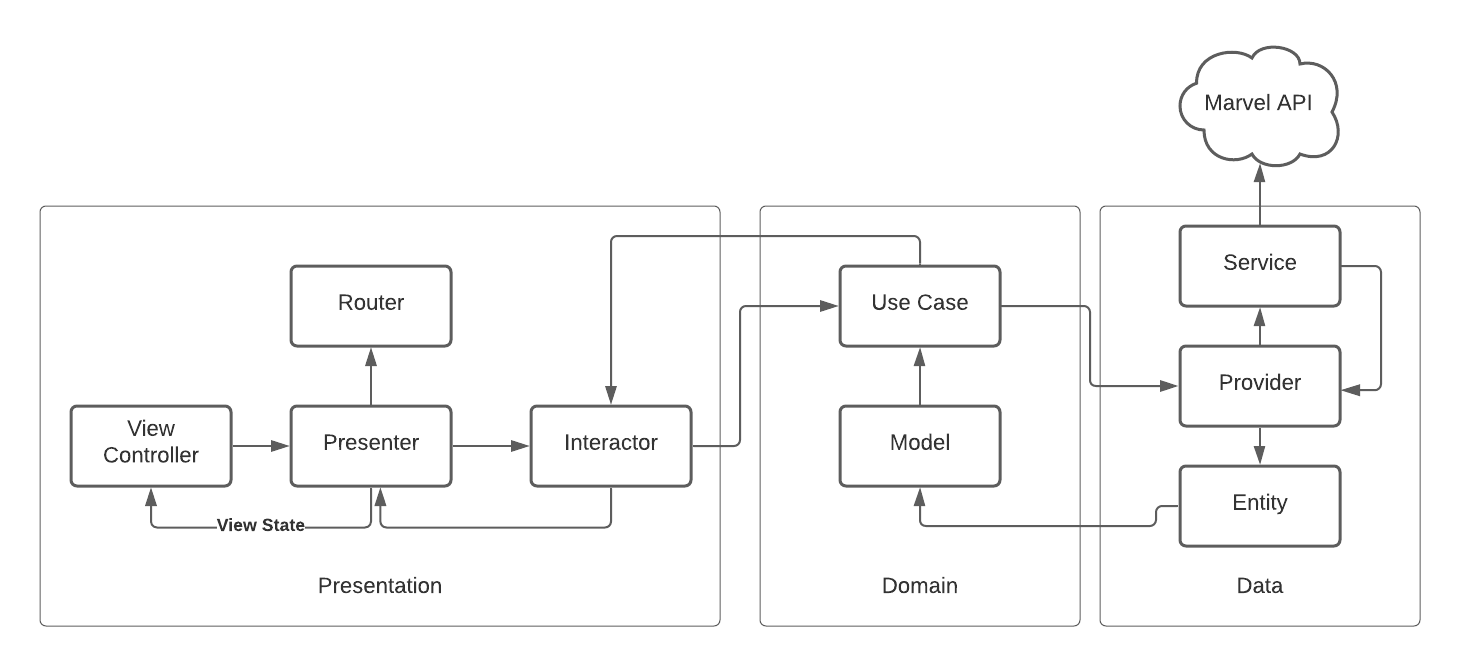 Marvel API
Router
View
Controller
Presenter
Interactor
View State
Presentation
Use Case
Model
Domain
Service
Provider
Entity
Data